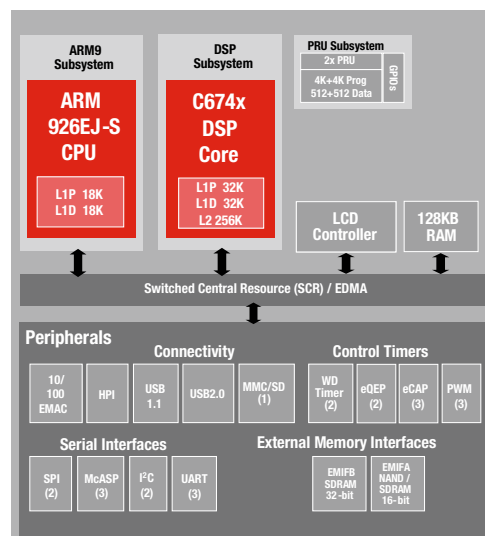 ARM9
Subsystem
ARM
926EJ-S
CPU
L1P 18K
L1D 18K
DSP
Subsystem
C674x
DSP
Core
L1P 32K
L1D 32K
L2 256K
PRU Subsystem
2x PRU
4K+4K Prog
512+512 Data
GPIOs
LCD
Controller
128KB
RAM
Switched Central Resource (SCR) / EDMA
Peripherals
Connectivity
10/
100
EMAC
HPI
USB
1.1
USB2.0
MMC/SD
(1)
Control Timers
WD
Timer
(2)
eQEP
(2)
eCAP
(3)
PWM
(3)
Serial Interfaces
SPI
(2)
McASP
(3)
I²C
(2)
UART
(3)
External Memory Interfaces
EMIFB
SDRAM
32-bit
EMIFA
NAND /
SDRAM
16-bit